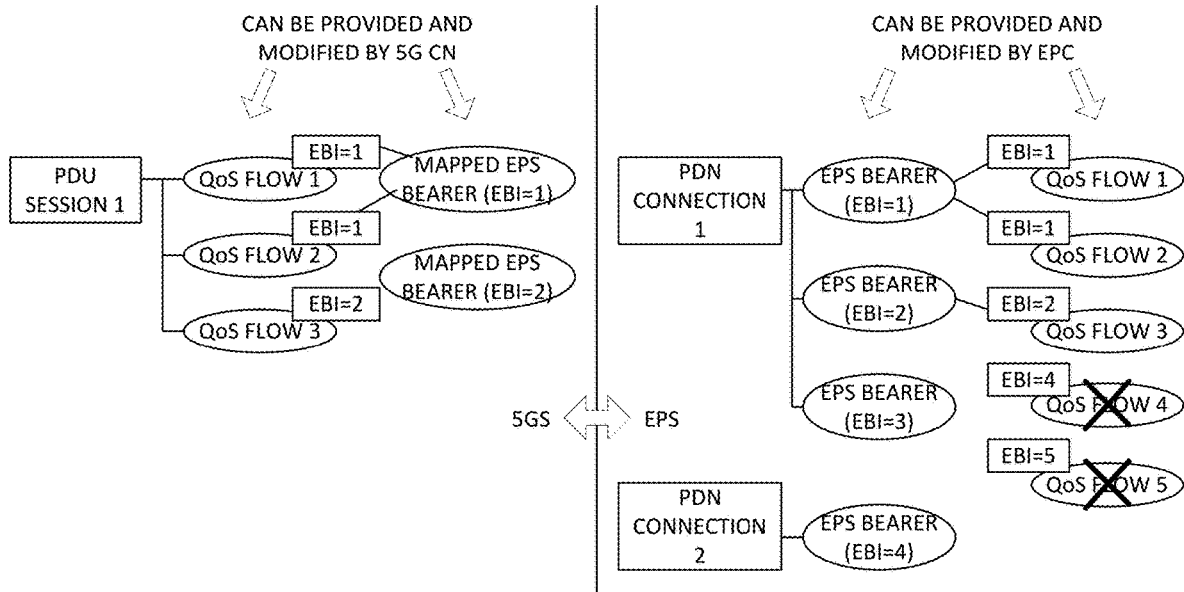 CAN BE PROVIDED AND
MODIFIED BY 5G CN
PDU
SESSION 1
EBI=1
QoS FLOW 1
EBI=1
QoS FLOW 2
EBI=2
QoS FLOW 3
MAPPED EPS
BEARER (EBI=1)
MAPPED EPS
BEARER (EBI=2)
5GS
EPS
CAN BE PROVIDED AND
MODIFIED BY EPC
PDN
CONNECTION
1
EPS BEARER
(EBI=1)
EPS BEARER
(EBI=2)
EPS BEARER
(EBI=3)
EBI=1
QoS FLOW 1
EBI=1
QoS FLOW 2
EBI=2
QoS FLOW 3
EBI=4
QoS FLOW 4
EBI=5
QoS FLOW 5
PDN
CONNECTION
2
EPS BEARER
(EBI=4)